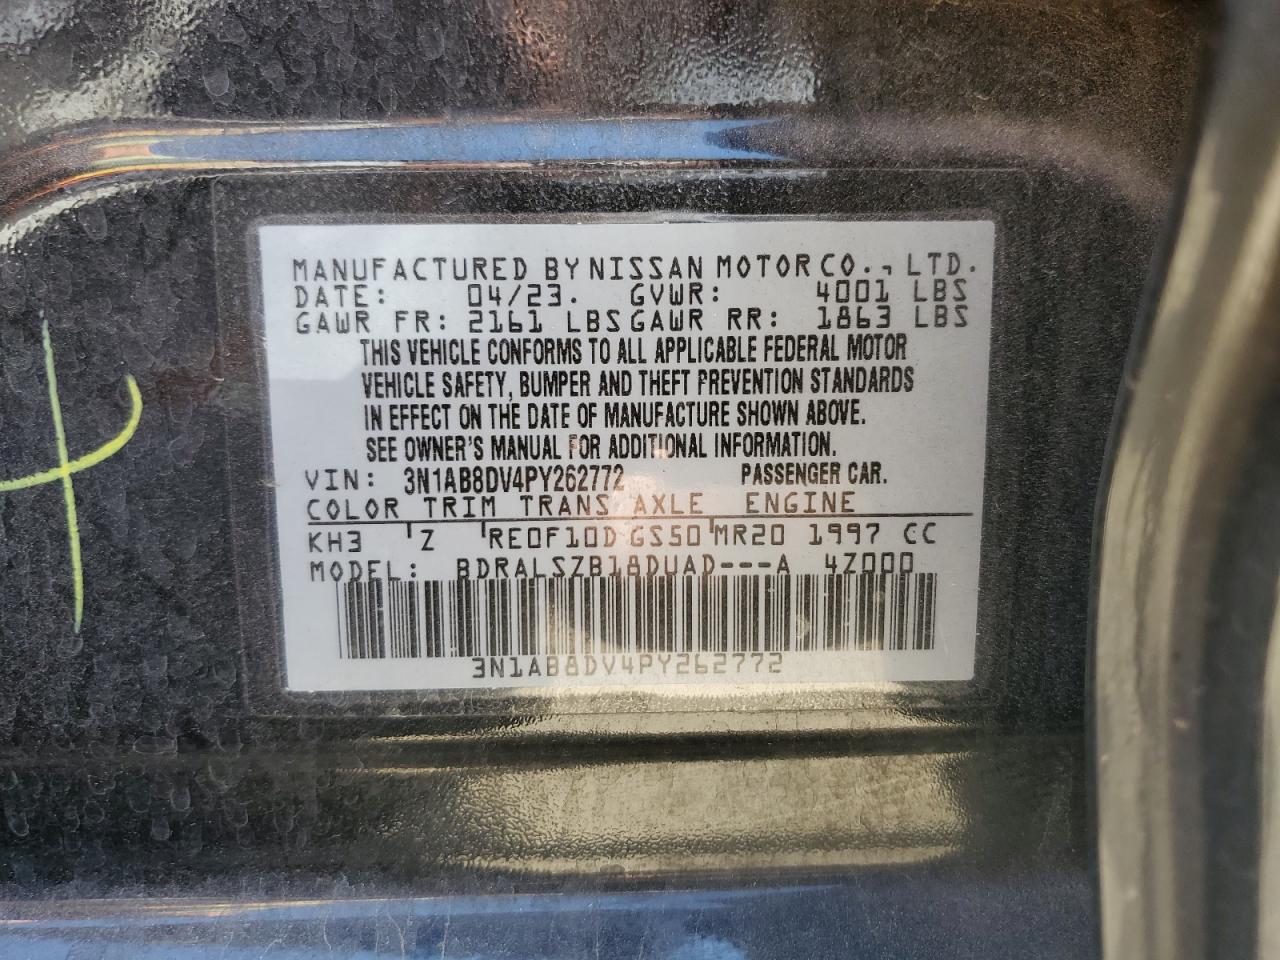 MANUFACTURED BY NISSAN MOTOR CO., LTD.
DATE: 04/23. GVWR: 4001 LBS
GAWR FR: 2161 LBS GAWR RR: 1863 LBS
THIS VEHICLE CONFORMS TO ALL APPLICABLE FEDERAL MOTOR
VEHICLE SAFETY, BUMPER AND THEFT PREVENTION STANDARDS
IN EFFECT ON THE DATE OF MANUFACTURE SHOWN ABOVE.
SEE OWNER'S MANUAL FOR ADDITIONAL INFORMATION.
VIN: 3N1AB8DV4PY262772 PASSENGER CAR.
COLOR TRIM TRANS AXLE ENGINE
KH3 Z RE0F10D GS50 MR20 1997 CC
MODEL: BDRALSZB18DUAD---A 4Z000
3N1AB8DV4PY262772